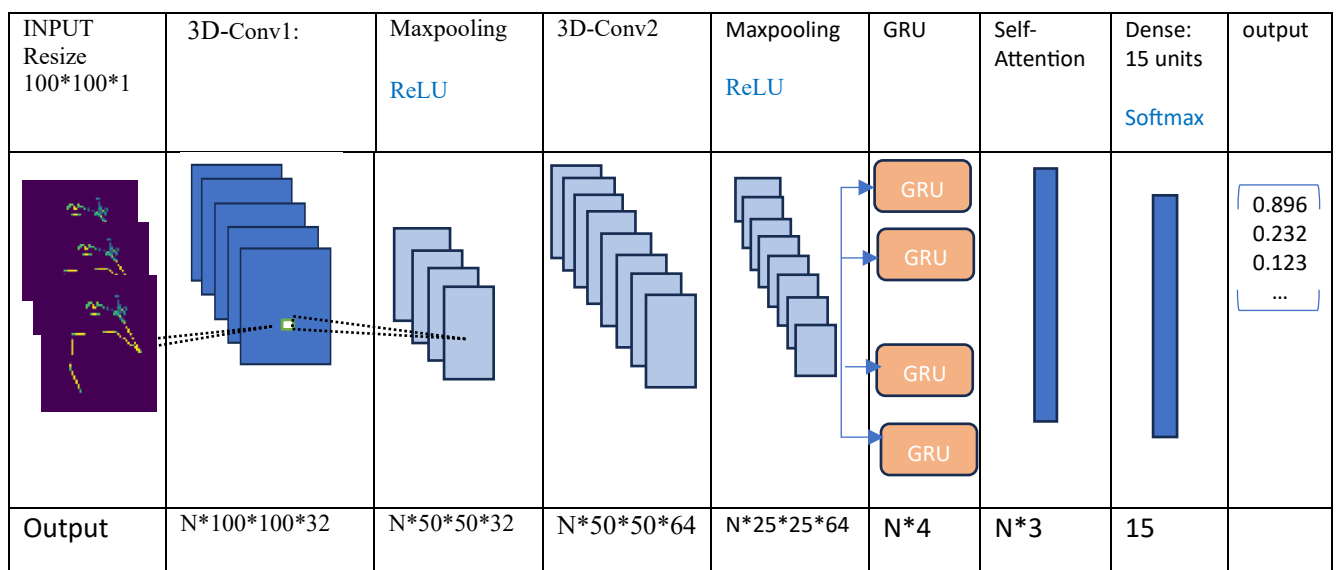 INPUT
Resize
100*100*1
3D-Conv1:
Maxpooling
ReLU
3D-Conv2
Maxpooling
ReLU
GRU
Self-
Attention
Dense:
15 units
Softmax
output
GRU
GRU
GRU
GRU
0.896
0.232
0.123
...
Output
N*100*100*32
N*50*50*32
N*50*50*64
N*25*25*64
N*4
N*3
15